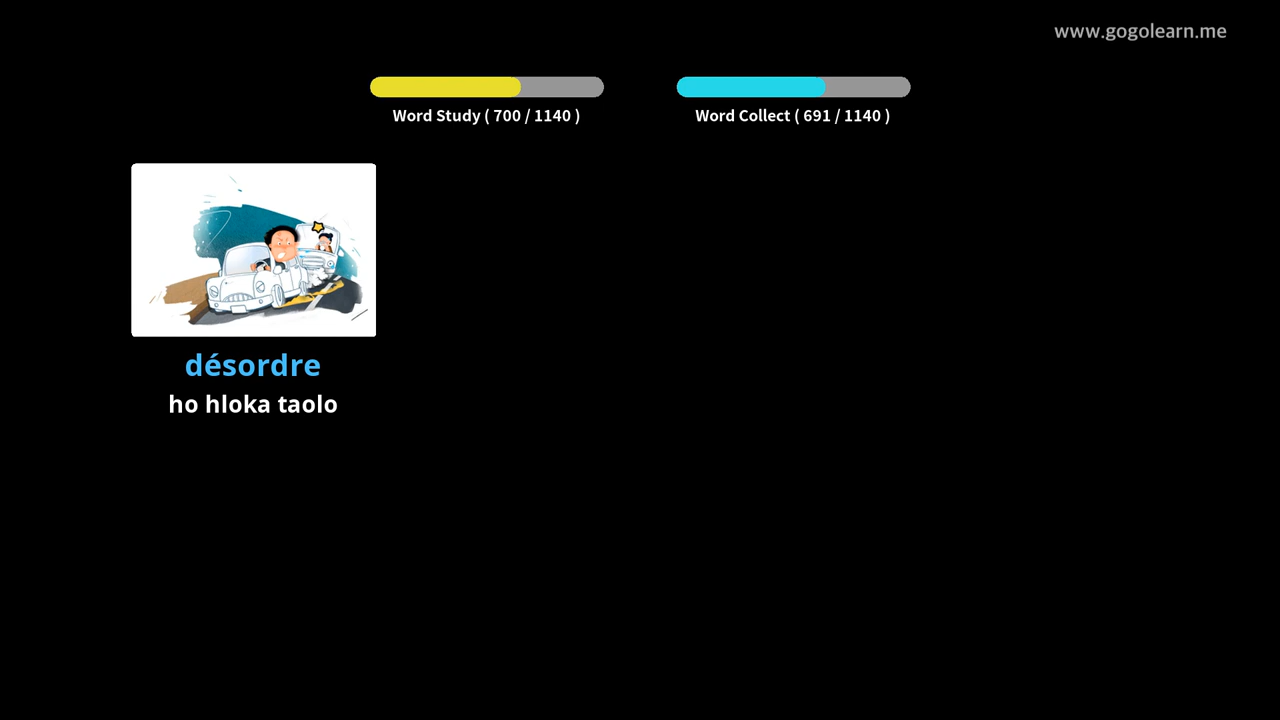 www.gogolearn.me
Word Study ( 700 / 1140 )
Word Collect ( 691 / 1140 )
désordre
ho hloka taolo